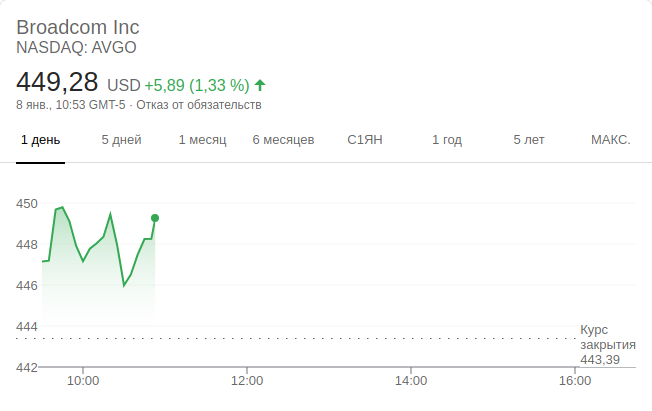 Broadcom Inc
NASDAQ: AVGO
449,28 USD +5,89 (1,33 %)
8 янв., 10:53 GMT-5 · Отказ от обязательств
1 день 5 дней 1 месяц 6 месяцев С1ЯН 1 год 5 лет МАКС.
450
448
446
444
442
Курс
закрытия
443,39
10:00 12:00 14:00 16:00